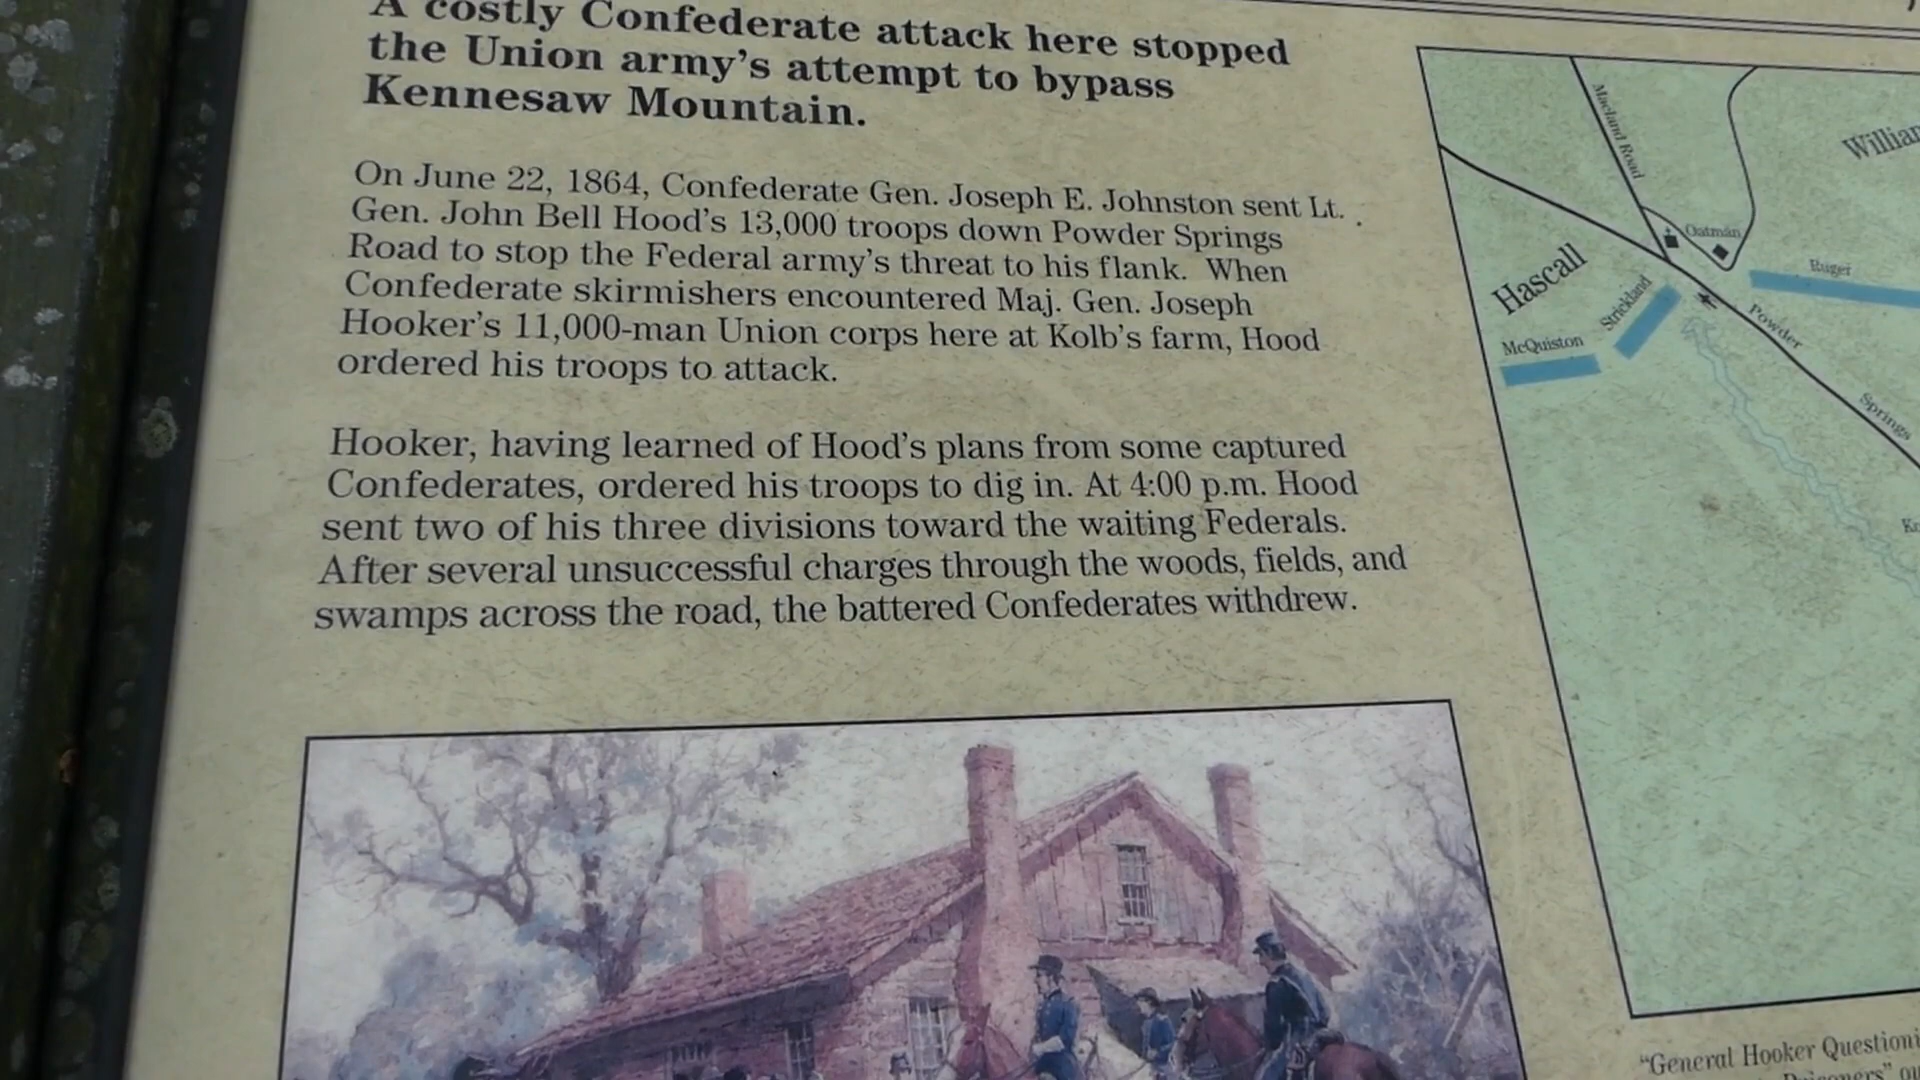 A costly Confederate attack here stopped
the Union army's attempt to bypass
Kennesaw Mountain.
On June 22, 1864, Confederate Gen. Joseph E. Johnston sent Lt.
Gen. John Bell Hood's 13,000 troops down Powder Springs
Road to stop the Federal army's threat to his flank. When
Confederate skirmishers encountered Maj. Gen. Joseph
Hooker's 11,000-man Union corps here at Kolb's farm, Hood
ordered his troops to attack.
Hooker, having learned of Hood's plans from some captured
Confederates, ordered his troops to dig in. At 4:00 p.m. Hood
sent two of his three divisions toward the waiting Federals.
After several unsuccessful charges through the woods, fields, and
swamps across the road, the battered Confederates withdrew.
Macland Road
Oatman
Hascall
Ruger
Strickland
McQuiston
Powder
Springs
"General Hooker